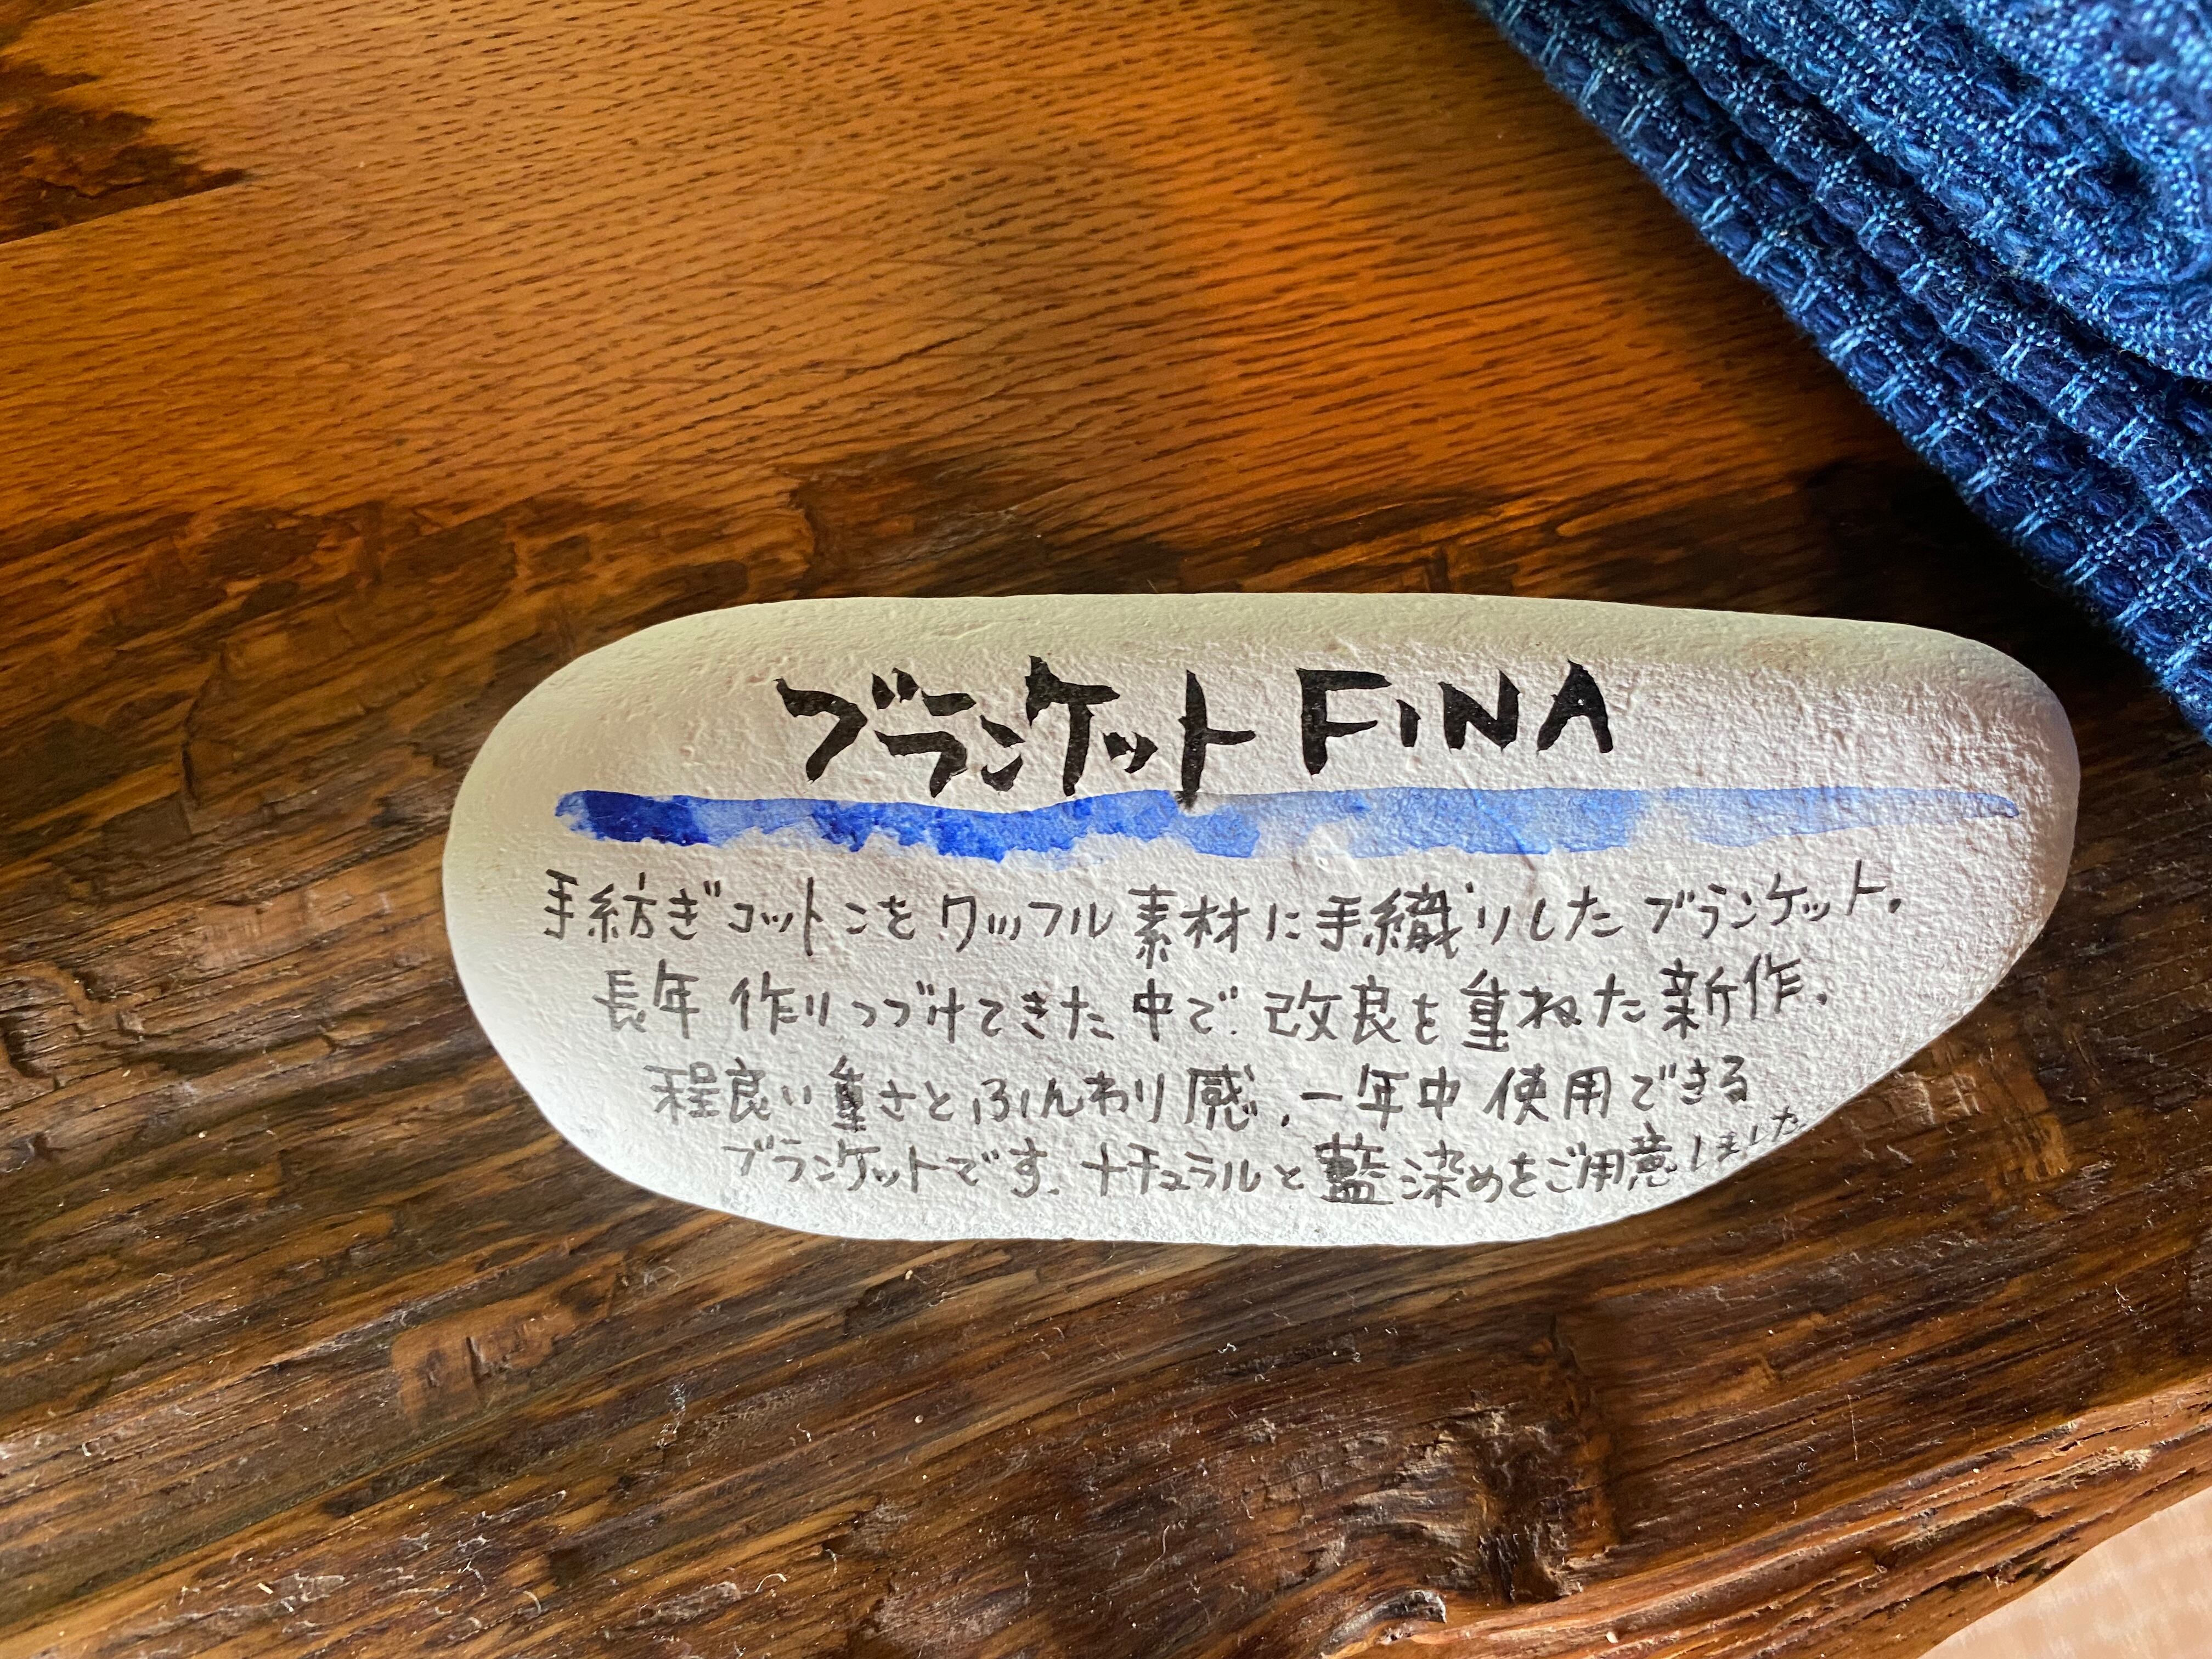 ブランケット FiNA
手紡ぎコットンをワッフル素材に手織りしたブランケット。
長年作りつづけてきた中で、改良を重ねた新作。
程良い重さとふんわり感、一年中使用できる
ブランケットです。ナチュラルと藍染めをご用意しました